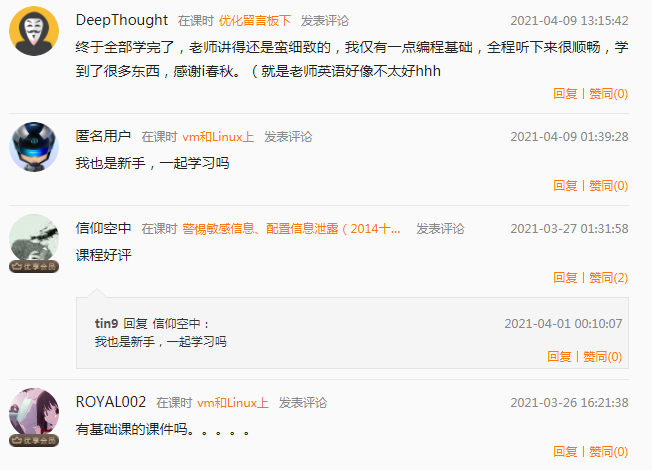 DeepThought 在课时 优化留言板下 发表评论 2021-04-09 13:15:42
终于全部学完了，老师讲得还是蛮细致的，我仅有一点编程基础，全程听下来很顺畅，学
到了很多东西，感谢i春秋。（就是老师英语好像不太好hhh
回复 | 赞同(0)
匿名用户 在课时 vm和Linux上 发表评论 2021-04-09 01:39:28
我也是新手，一起学习吗
回复 | 赞同(0)
信仰空中 在课时 警惕敏感信息、配置信息泄露（2014十... 发表评论 2021-03-27 01:31:58
优享会员
课程好评
回复 | 赞同(2)
tin9 回复 信仰空中： 2021-04-01 00:10:07
我也是新手，一起学习吗
回复 | 赞同(0)
ROYAL002 在课时 vm和Linux上 发表评论 2021-03-26 16:21:38
优享会员
有基础课的课件吗。。。。。
回复 | 赞同(0)